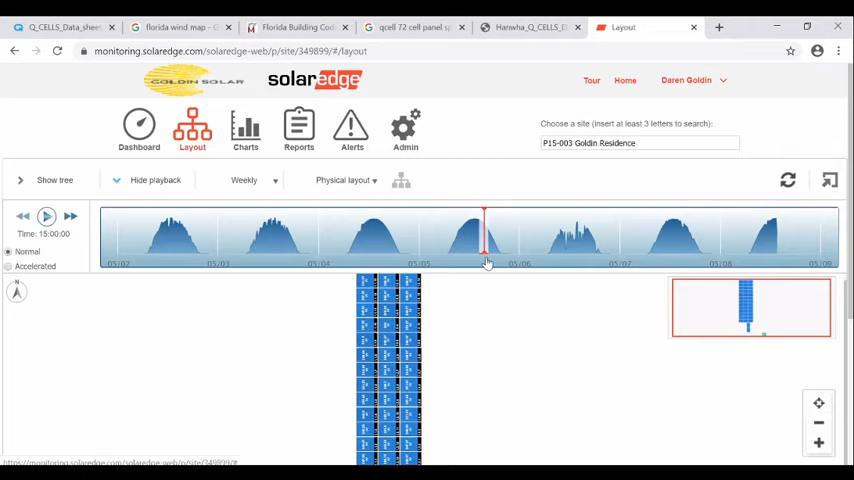 Q_CELLS_Data_sheet
florida wind map - G
Florida Building Code
qcell 72 cell panel sp
Hanwha_Q_CELLS_D
Layout
monitoring.solaredge.com/solaredge-web/p/site/349899/#/layout
GOLDIN SOLAR
solaredge
Tour
Home
Daren Goldin
Dashboard
Layout
Charts
Reports
Alerts
Admin
Choose a site (insert at least 3 letters to search):
P15-003 Goldin Residence
Show tree
Hide playback
Weekly
Physical layout
Time: 15:00:00
Normal
Accelerated
05/02
05/03
05/04
05/05
05/06
05/07
05/08
05/09
N
https://monitoring.solaredge.com/solaredge-web/p/site/349899/#